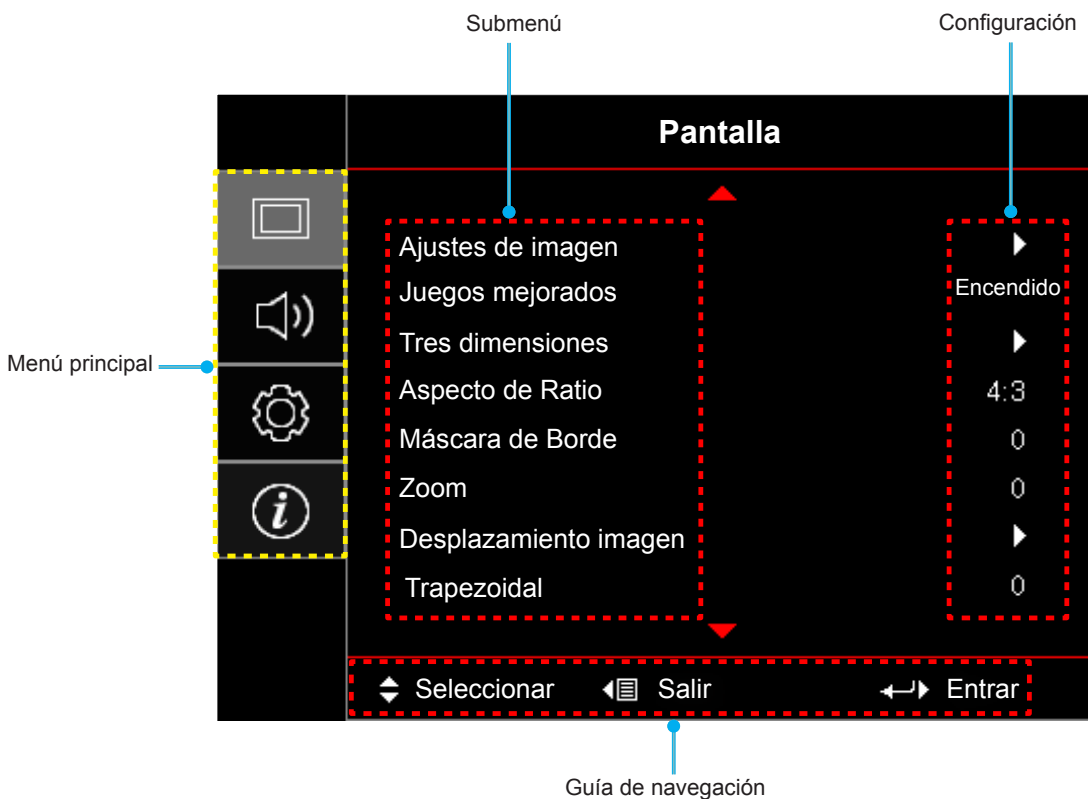 Submenú
Configuración
Pantalla
Ajustes de imagen
Juegos mejorados
Encendido
Tres dimensiones
Aspecto de Ratio
4:3
Menú principal
Máscara de Borde
0
Zoom
0
Desplazamiento imagen
Trapezoidal
0
Seleccionar
Salir
Entrar
Guía de navegación